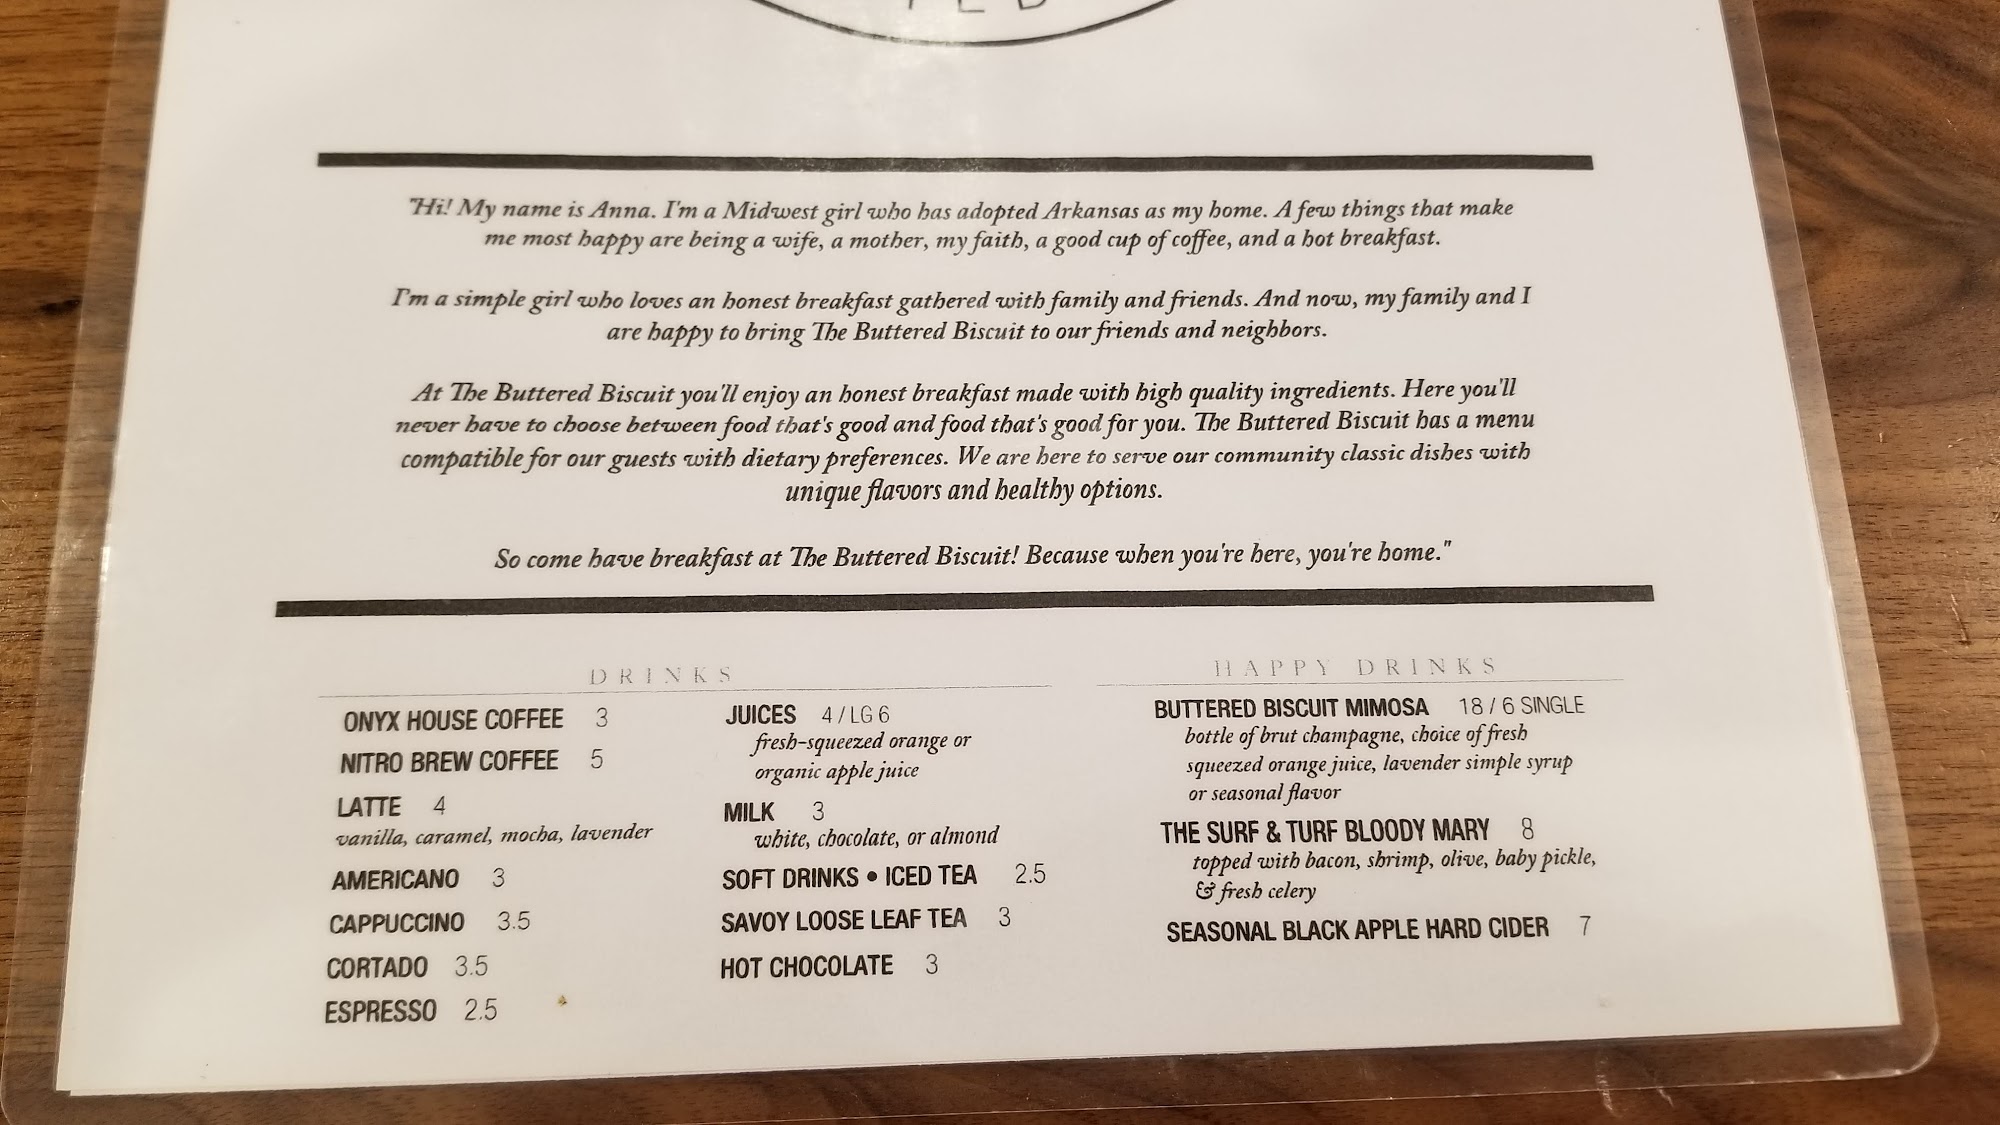 "Hi! My name is Anna. I'm a Midwest girl who has adopted Arkansas as my home. A few things that make
me most happy are being a wife, a mother, my faith, a good cup of coffee, and a hot breakfast.
I'm a simple girl who loves an honest breakfast gathered with family and friends. And now, my family and I
are happy to bring The Buttered Biscuit to our friends and neighbors.
At The Buttered Biscuit you'll enjoy an honest breakfast made with high quality ingredients. Here you'll
never have to choose between food that's good and food that's good for you. The Buttered Biscuit has a menu
compatible for our guests with dietary preferences. We are here to serve our community classic dishes with
unique flavors and healthy options.
So come have breakfast at The Buttered Biscuit! Because when you're here, you're home."
DRINKS
ONYX HOUSE COFFEE 3
NITRO BREW COFFEE 5
LATTE 4
vanilla, caramel, mocha, lavender
AMERICANO 3
CAPPUCCINO 3.5
CORTADO 3.5
ESPRESSO 2.5
JUICES 4 / LG 6
fresh-squeezed orange or
organic apple juice
MILK 3
white, chocolate, or almond
SOFT DRINKS • ICED TEA 2.5
SAVOY LOOSE LEAF TEA 3
HOT CHOCOLATE 3
HAPPY DRINKS
BUTTERED BISCUIT MIMOSA 18 / 6 SINGLE
bottle of brut champagne, choice of fresh
squeezed orange juice, lavender simple syrup
or seasonal flavor
THE SURF & TURF BLOODY MARY 8
topped with bacon, shrimp, olive, baby pickle,
& fresh celery
SEASONAL BLACK APPLE HARD CIDER 7